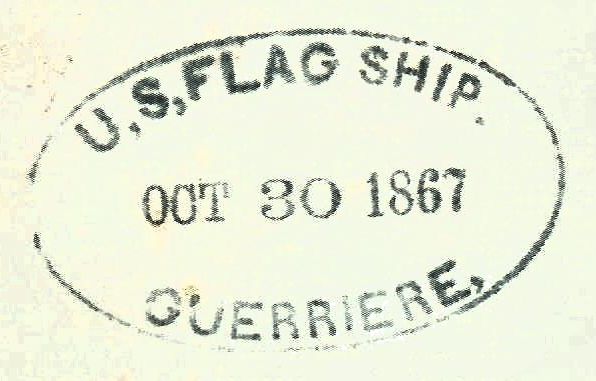 U.S. FLAG SHIP.
OCT 30 1867
GUERRIERE,